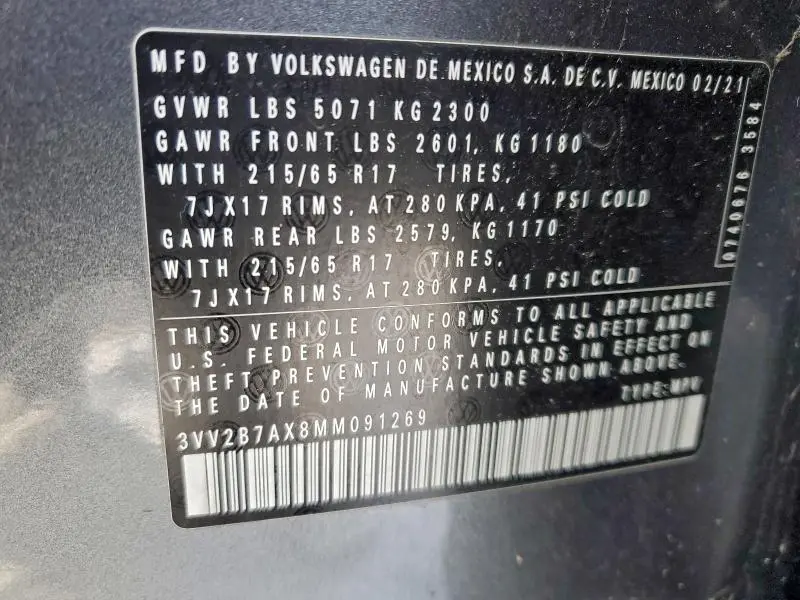 MFD BY VOLKSWAGEN DE MEXICO S.A. DE C.V. MEXICO 02/21
GVWR LBS 5071 KG 2300
GAWR FRONT LBS 2601, KG 1180
WITH 215/65 R17 TIRES,
7JX17 RIMS, AT 280 KPA, 41 PSI COLD
GAWR REAR LBS 2579, KG 1170
WITH 215/65 R17 TIRES,
7JX17 RIMS, AT 280 KPA, 41 PSI COLD
THIS VEHICLE CONFORMS TO ALL APPLICABLE
U.S. FEDERAL MOTOR VEHICLE SAFETY AND
THEFT PREVENTION STANDARDS IN EFFECT ON
THE DATE OF MANUFACTURE SHOWN ABOVE.
TYPE: MPV
3VV2B7AX8MM091269
0740676 3584